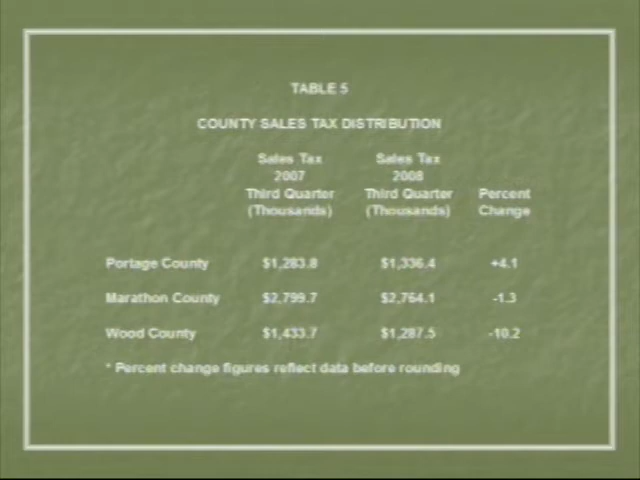 TABLE 5
COUNTY SALES TAX DISTRIBUTION
Sales Tax Sales Tax
2007 2008
Third Quarter Third Quarter Percent
(Thousands) (Thousands) Change
Portage County $1,283.8 $1,336.4 +4.1
Marathon County $2,799.7 $2,764.1 -1.3
Wood County $1,433.7 $1,287.5 -10.2
* Percent change figures reflect data before rounding